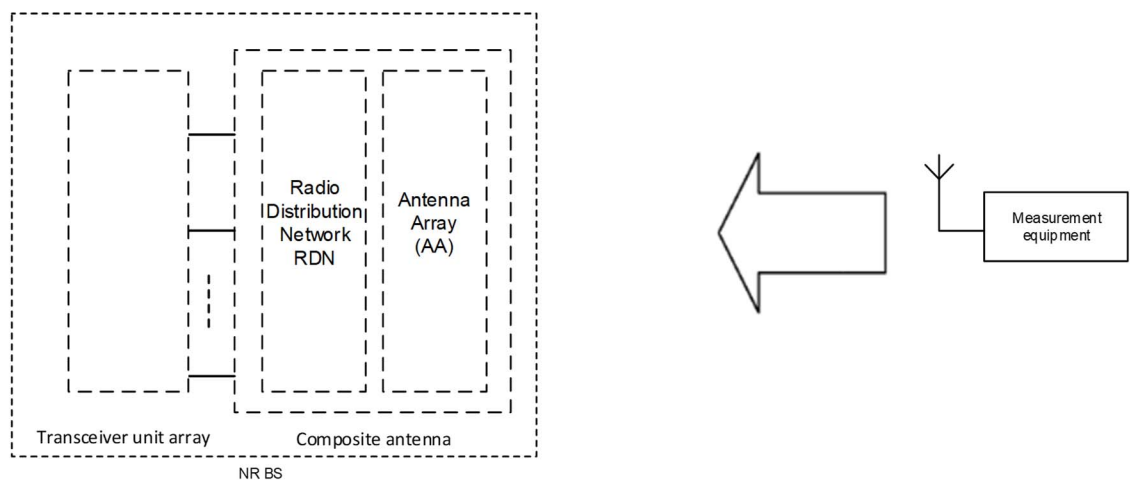 Radio
Distribution
Network
RDN
Antenna
Array
(AA)
Measurement
equipment
Transceiver unit array
Composite antenna
NR BS